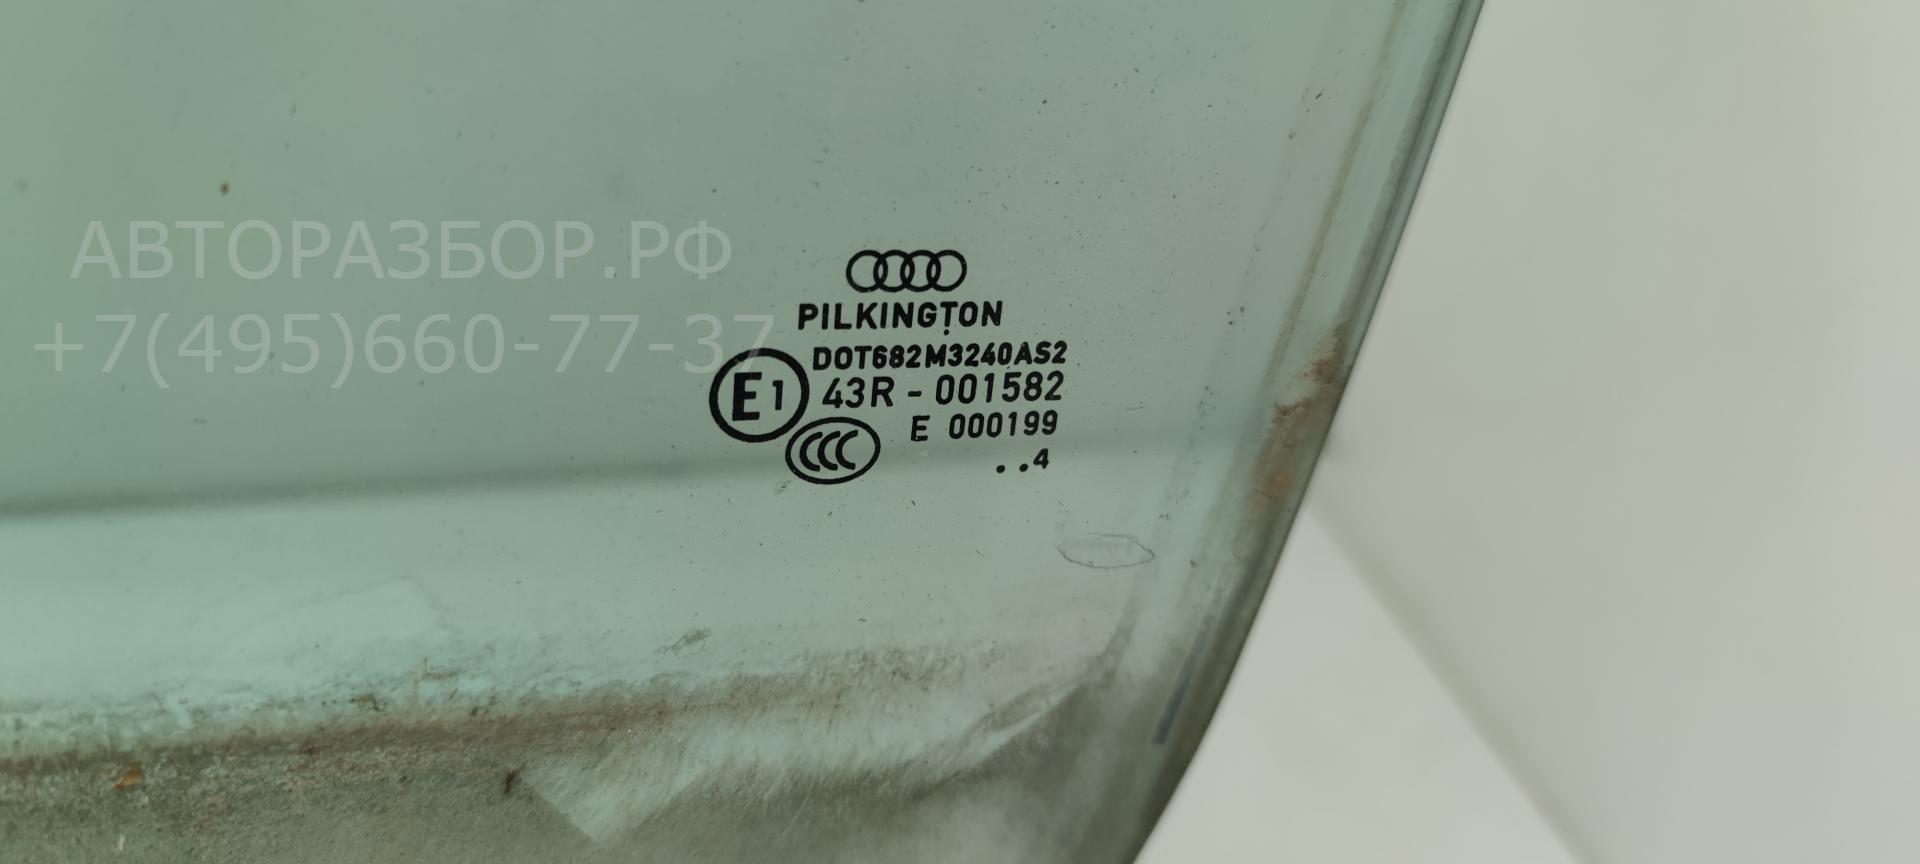 АВТОРАЗБОР.РФ
+7(495)660-77-37
PILKINGTON
DOT682M3240AS2
E1 43R - 001582
E 000199
CCC
. . 4